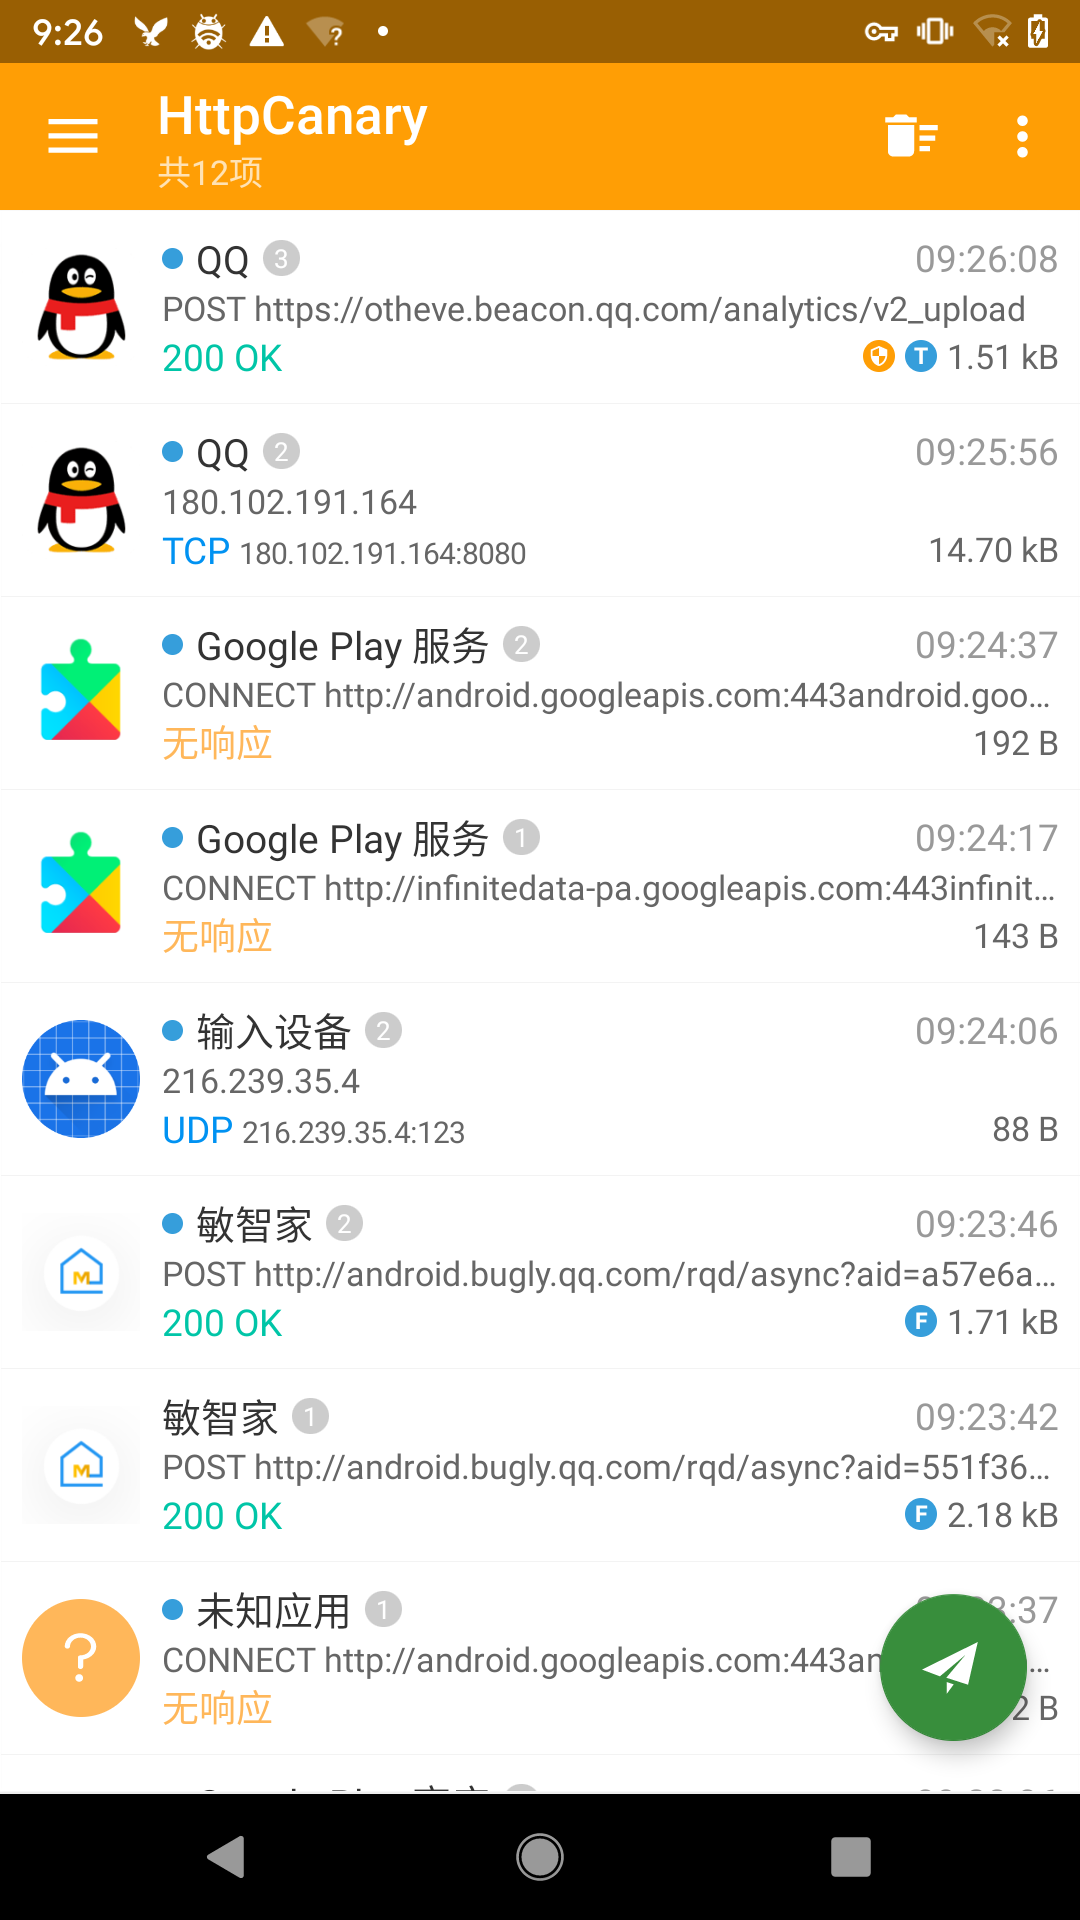 9:26
HttpCanary
共12项
QQ 3 09:26:08
POST https://otheve.beacon.qq.com/analytics/v2_upload
200 OK T 1.51 kB
QQ 2 09:25:56
180.102.191.164
TCP 180.102.191.164:8080 14.70 kB
Google Play 服务 2 09:24:37
CONNECT http://android.googleapis.com:443android.goo...
无响应 192 B
Google Play 服务 1 09:24:17
CONNECT http://infinitedata-pa.googleapis.com:443infinit...
无响应 143 B
输入设备 2 09:24:06
216.239.35.4
UDP 216.239.35.4:123 88 B
敏智家 2 09:23:46
POST http://android.bugly.qq.com/rqd/async?aid=a57e6a...
200 OK F 1.71 kB
敏智家 1 09:23:42
POST http://android.bugly.qq.com/rqd/async?aid=551f36...
200 OK F 2.18 kB
? 未知应用 1 :37
CONNECT http://android.googleapis.com:443an ...
无响应 2 B